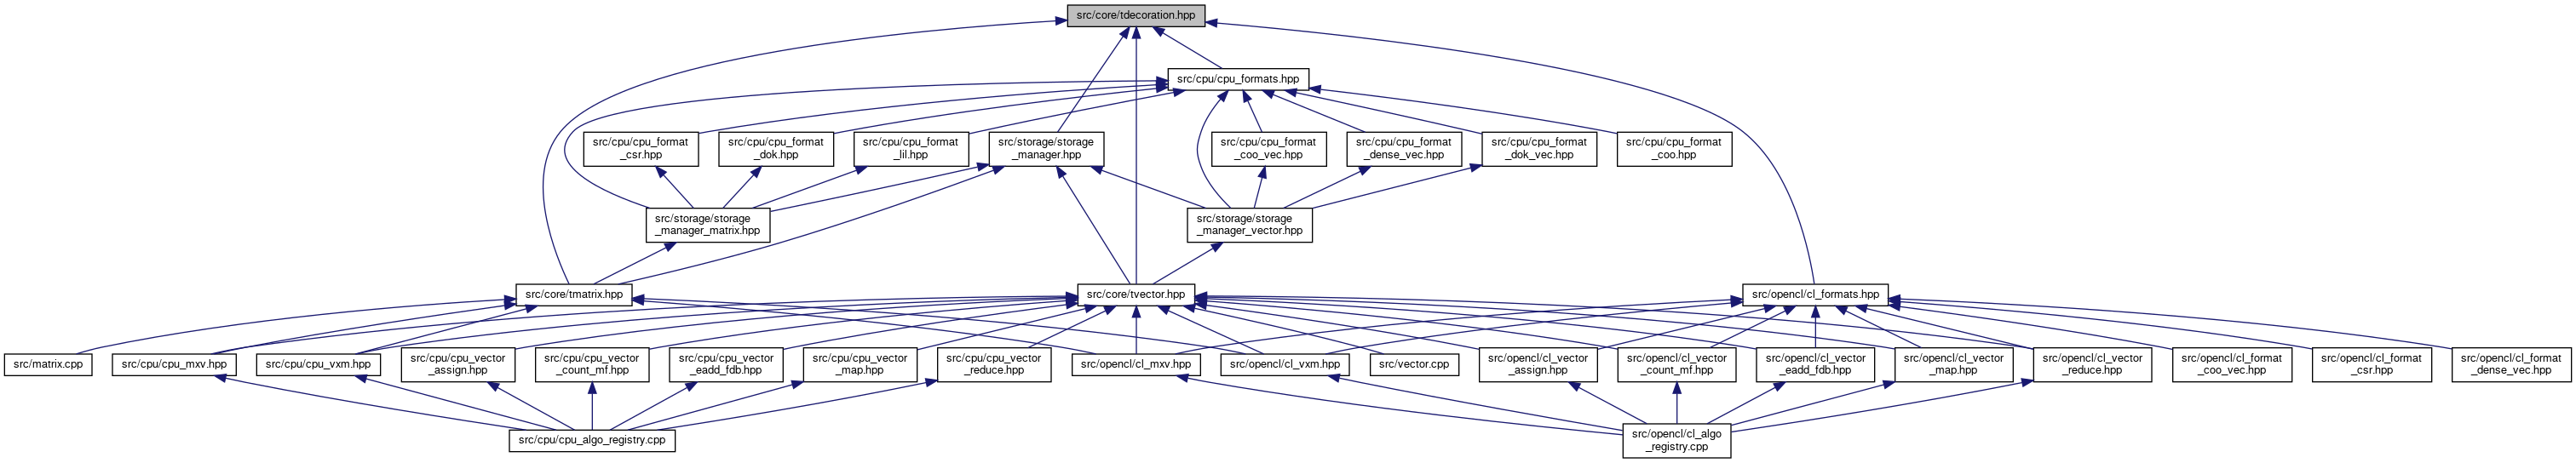 src/core/tdecoration.hpp
src/cpu/cpu_formats.hpp
src/cpu/cpu_format
_csr.hpp
src/cpu/cpu_format
_dok.hpp
src/cpu/cpu_format
_lil.hpp
src/storage/storage
_manager.hpp
src/cpu/cpu_format
_coo_vec.hpp
src/cpu/cpu_format
_dense_vec.hpp
src/cpu/cpu_format
_dok_vec.hpp
src/cpu/cpu_format
_coo.hpp
src/storage/storage
_manager_matrix.hpp
src/storage/storage
_manager_vector.hpp
src/core/tmatrix.hpp
src/core/tvector.hpp
src/opencl/cl_formats.hpp
src/matrix.cpp
src/cpu/cpu_mxv.hpp
src/cpu/cpu_vxm.hpp
src/cpu/cpu_vector
_assign.hpp
src/cpu/cpu_vector
_count_mf.hpp
src/cpu/cpu_vector
_eadd_fdb.hpp
src/cpu/cpu_vector
_map.hpp
src/cpu/cpu_vector
_reduce.hpp
src/opencl/cl_mxv.hpp
src/opencl/cl_vxm.hpp
src/vector.cpp
src/opencl/cl_vector
_assign.hpp
src/opencl/cl_vector
_count_mf.hpp
src/opencl/cl_vector
_eadd_fdb.hpp
src/opencl/cl_vector
_map.hpp
src/opencl/cl_vector
_reduce.hpp
src/opencl/cl_format
_coo_vec.hpp
src/opencl/cl_format
_csr.hpp
src/opencl/cl_format
_dense_vec.hpp
src/cpu/cpu_algo_registry.cpp
src/opencl/cl_algo
_registry.cpp